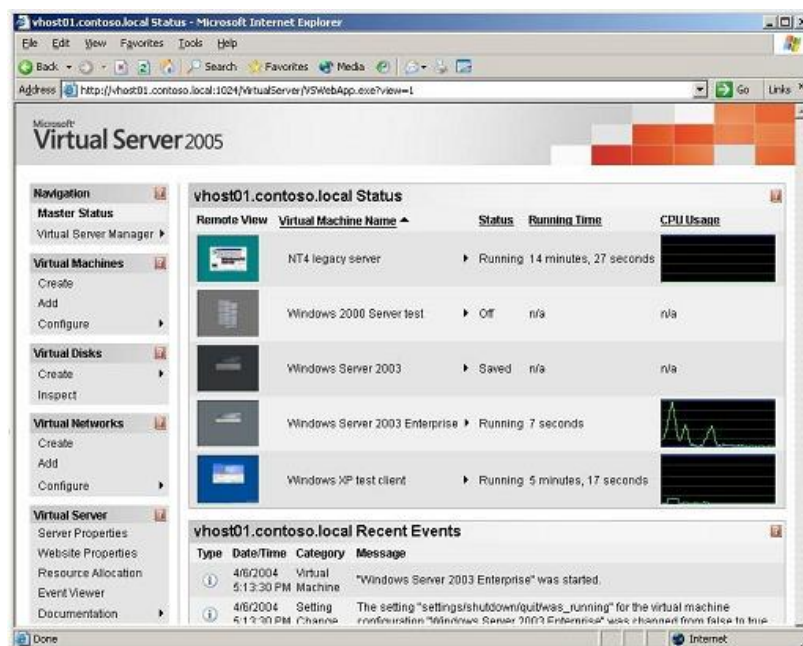 vhost01.contoso.local Status - Microsoft Internet Explorer
File Edit View Favorites Tools Help
Back Search Favorites Media
Address http://vhost01.contoso.local:1024/VirtualServer/VSWebApp.exe?view=1 Go Links
Microsoft
Virtual Server 2005
Navigation
Master Status
Virtual Server Manager
Virtual Machines
Create
Add
Configure
Virtual Disks
Create
Inspect
Virtual Networks
Create
Add
Configure
Virtual Server
Server Properties
Website Properties
Resource Allocation
Event Viewer
Documentation
vhost01.contoso.local Status
Remote View Virtual Machine Name Status Running Time CPU Usage
NT4 legacy server Running 14 minutes, 27 seconds
Windows 2000 Server test Off n/a n/a
Windows Server 2003 Saved n/a n/a
Windows Server 2003 Enterprise Running 7 seconds
Windows XP test client Running 5 minutes, 17 seconds
vhost01.contoso.local Recent Events
Type Date/Time Category Message
4/6/2004 5:13:30 PM Virtual Machine "Windows Server 2003 Enterprise" was started.
4/6/2004 Setting The setting "settings/shutdown/quit/was_running" for the virtual machine
5:13:30 PM Change configuration "Windows Server 2003 Enterprise" was changed from false to true
Done Internet